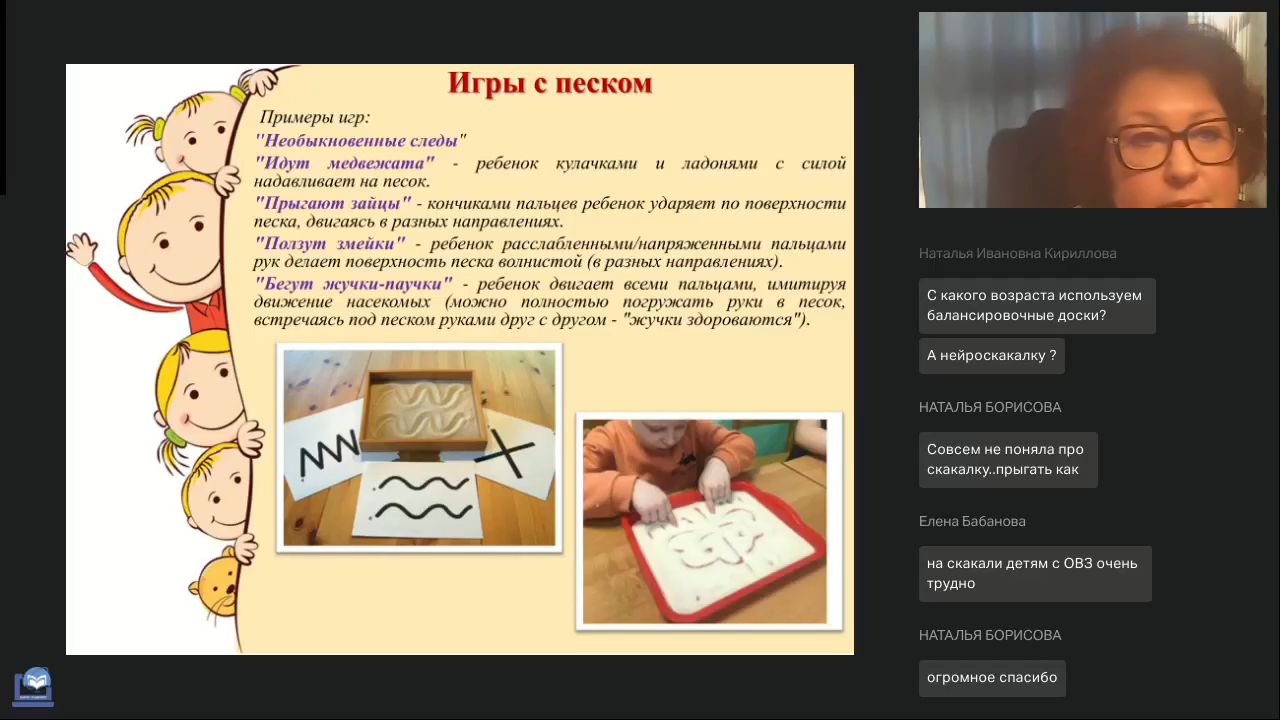 Игры с песком
Примеры игр:
"Необыкновенные следы"
"Идут медвежата" - ребенок кулачками и ладонями с силой
надавливает на песок.
"Прыгают зайцы" - кончиками пальцев ребенок ударяет по поверхности
песка, двигаясь в разных направлениях.
"Ползут змейки" - ребенок расслабленными/напряженными пальцами
рук делает поверхность песка волнистой (в разных направлениях).
"Бегут жучки-паучки" - ребенок двигает всеми пальцами, имитируя
движение насекомых (можно полностью погружать руки в песок,
встречаясь под песком руками друг с другом - "жучки здороваются").
Наталья Ивановна Кириллова
С какого возраста используем
балансировочные доски?
А нейроскакалку ?
НАТАЛЬЯ БОРИСОВА
Совсем не поняла про
скакалку..прыгать как
Елена Бабанова
на скакали детям с ОВЗ очень
трудно
НАТАЛЬЯ БОРИСОВА
огромное спасибо